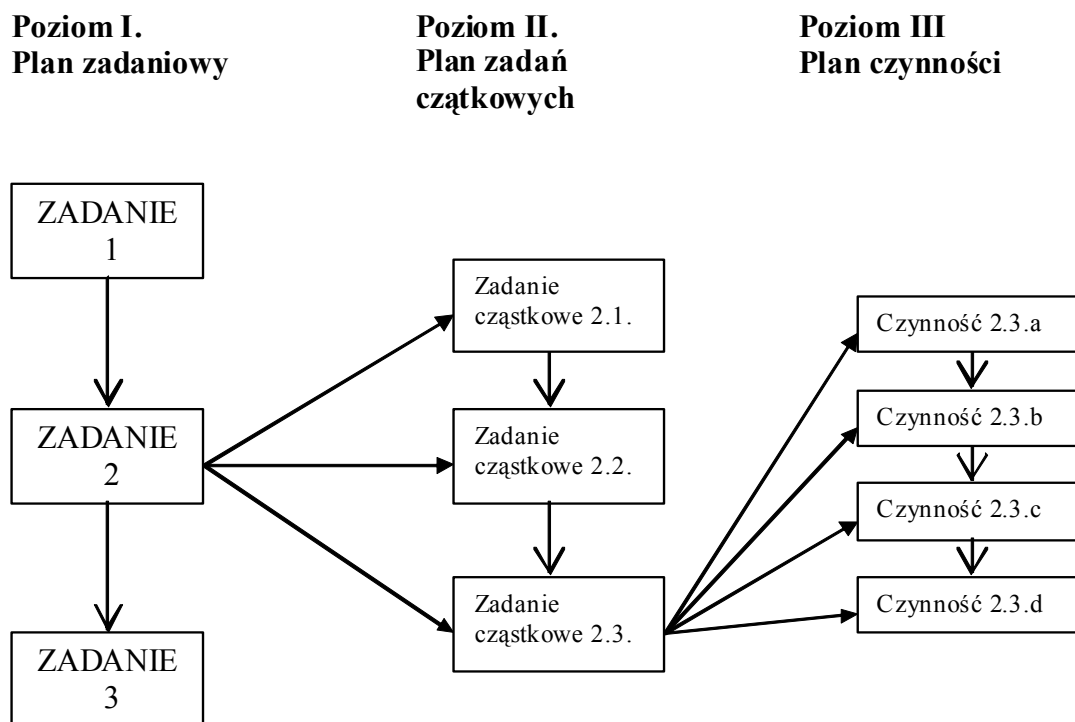 Poziom I.
Plan zadaniowy
Poziom II.
Plan zadań
czątkowych
Poziom III
Plan czynności
ZADANIE
1
ZADANIE
2
ZADANIE
3
Zadanie
cząstkowe 2.1.
Zadanie
cząstkowe 2.2.
Zadanie
cząstkowe 2.3.
Czynność 2.3.a
Czynność 2.3.b
Czynność 2.3.c
Czynność 2.3.d